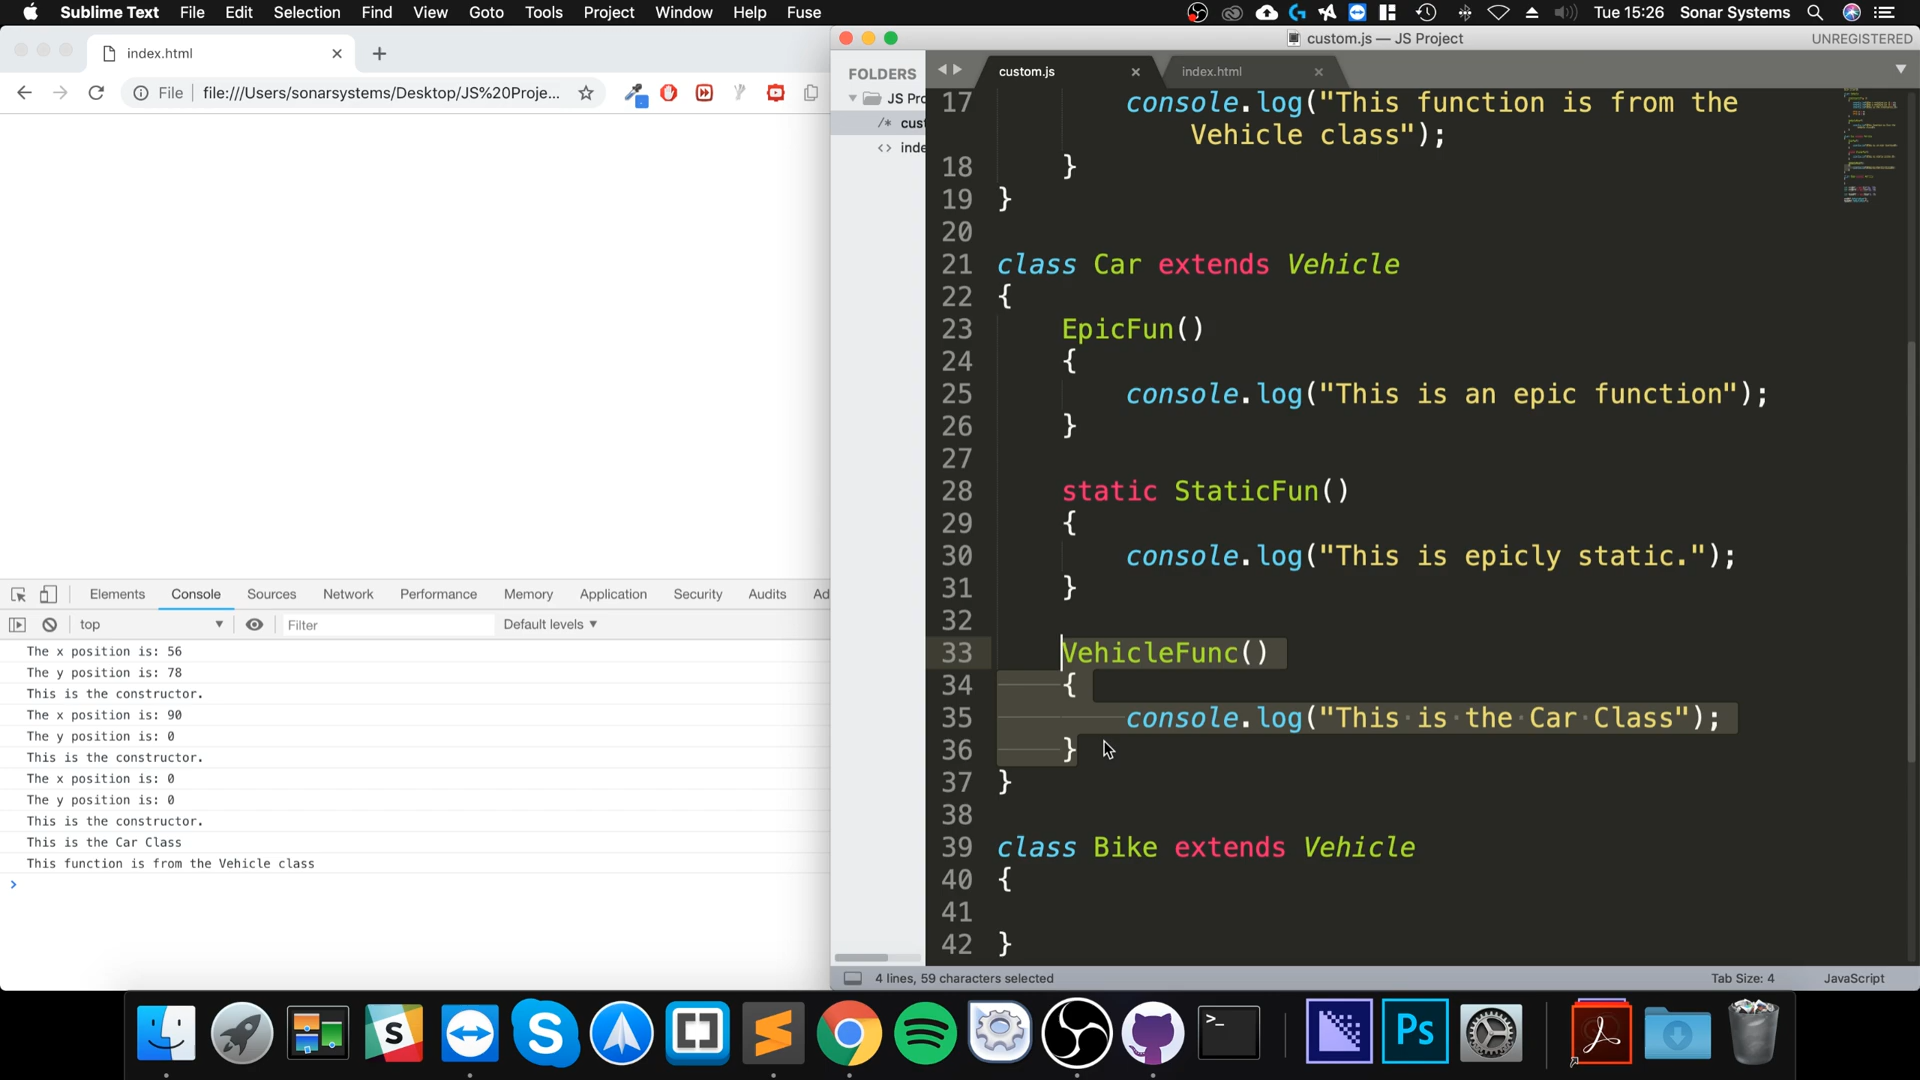 Sublime Text File Edit Selection Find View Goto Tools Project Window Help Fuse Tue 15:26 Sonar Systems
index.html
File file:///Users/sonarsystems/Desktop/JS%20Proje...
Elements Console Sources Network Performance Memory Application Security Audits Ad
top Filter Default levels
The x position is: 56
The y position is: 78
This is the constructor.
The x position is: 90
The y position is: 0
This is the constructor.
The x position is: 0
The y position is: 0
This is the constructor.
This is the Car Class
This function is from the Vehicle class
>
custom.js — JS Project UNREGISTERED
FOLDERS
JS Pro
/* cust
<> inde
custom.js index.html
17 console.log("This function is from the
Vehicle class");
18 }
19 }
20
21 class Car extends Vehicle
22 {
23 EpicFun()
24 {
25 console.log("This is an epic function");
26 }
27
28 static StaticFun()
29 {
30 console.log("This is epicly static.");
31 }
32
33 VehicleFunc()
34 {
35 console.log("This is the Car Class");
36 }
37 }
38
39 class Bike extends Vehicle
40 {
41
42 }
4 lines, 59 characters selected Tab Size: 4 JavaScript
S
S
>_
Ps